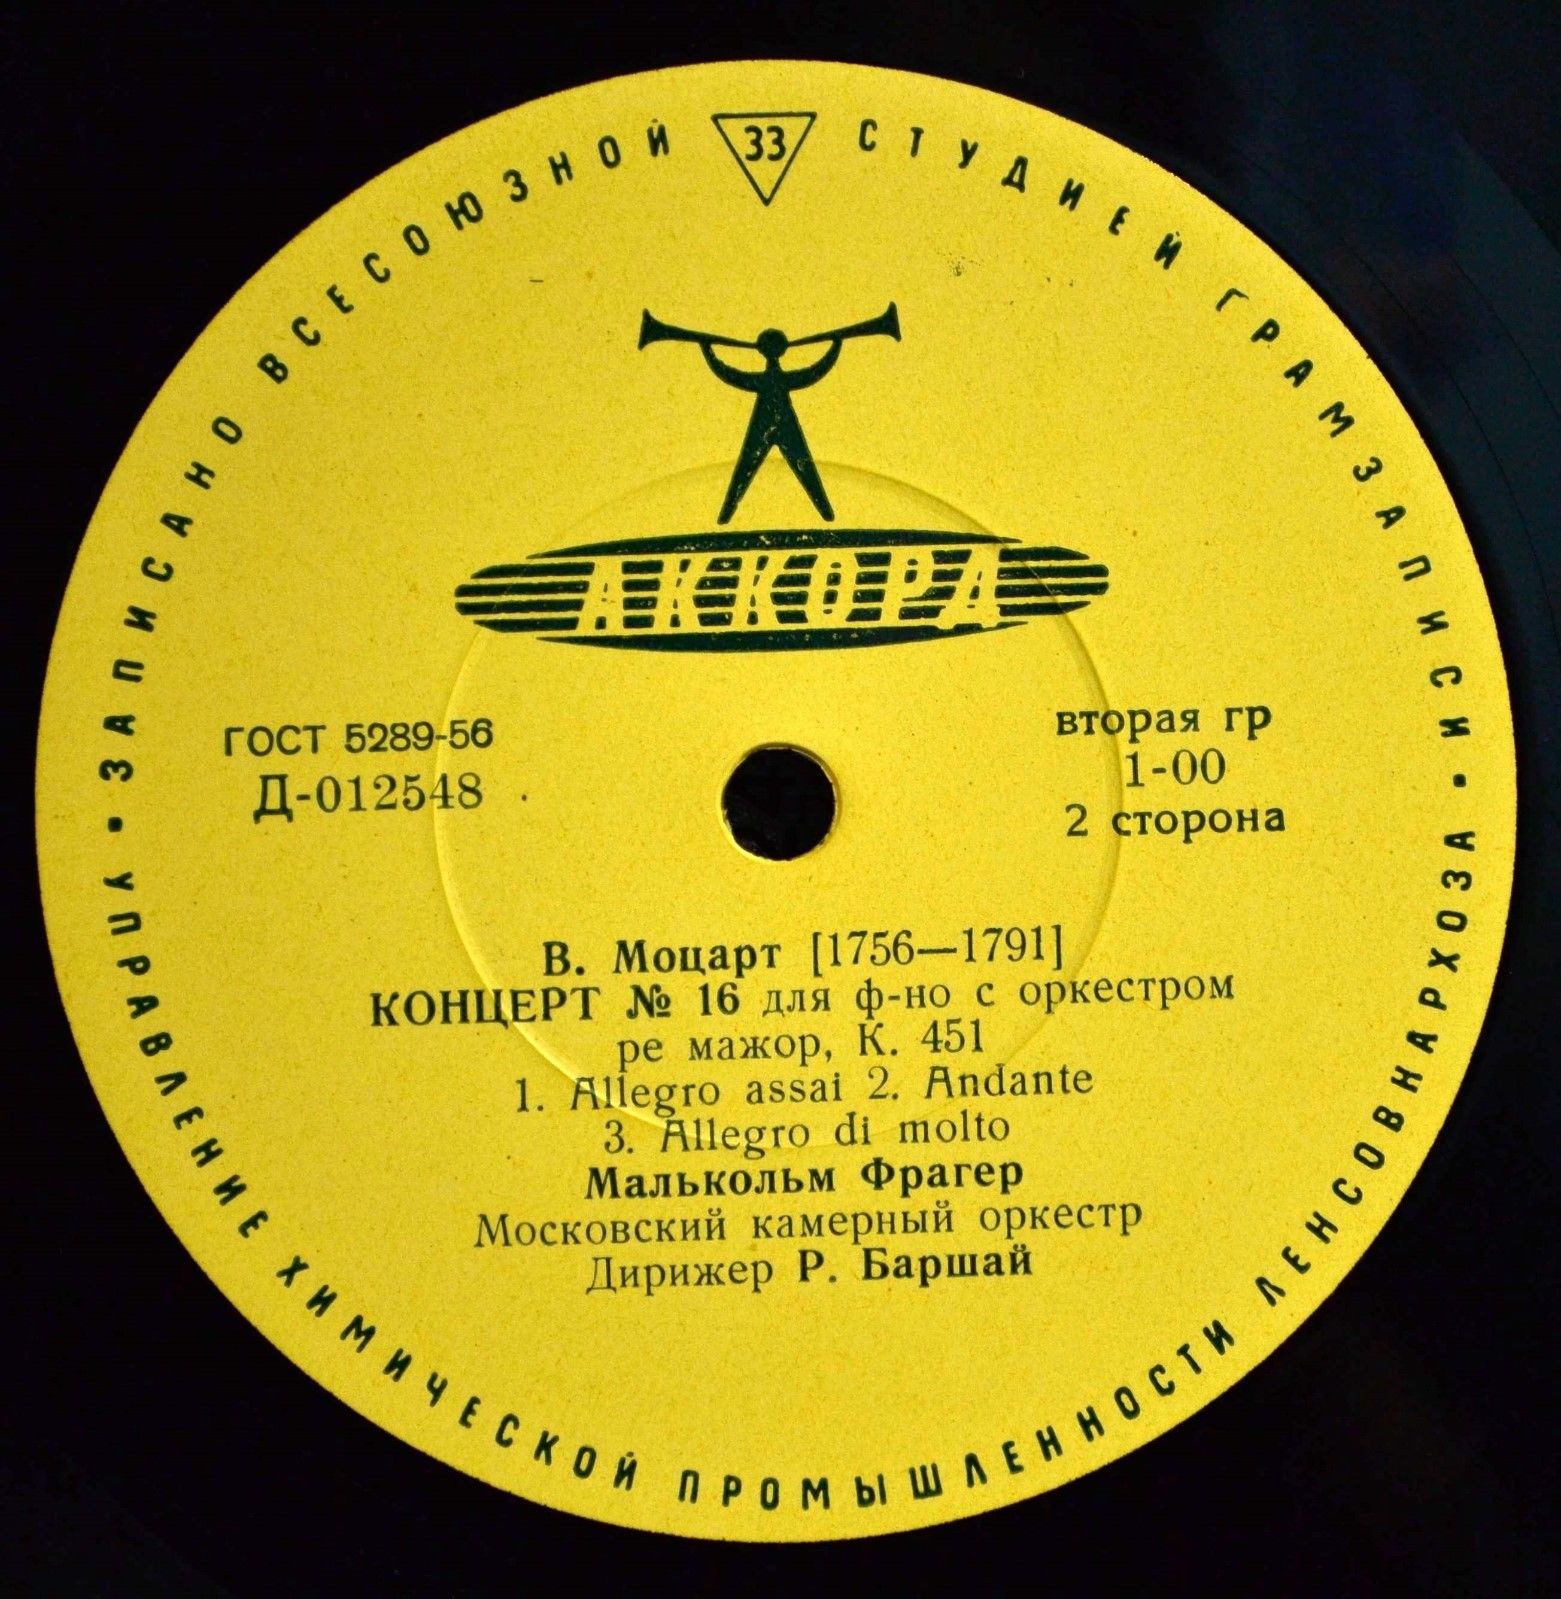 ЗАПИСАНО ВСЕСОЮЗНОЙ 33 СТУДИЕЙ ГРАМЗАПИСИ •
АККОРД
ГОСТ 5289-56
Д-012548
вторая гр
1-00
2 сторона
В. Моцарт [1756—1791]
КОНЦЕРТ № 16 для ф-но с оркестром
ре мажор, К. 451
1. Allegro assai 2. Andante
3. Allegro di molto
Малькольм Фрагер
Московский камерный оркестр
Дирижер Р. Баршай
УПРАВЛЕНИЕ ХИМИЧЕСКОЙ ПРОМЫШЛЕННОСТИ ЛЕНСОВНАРХОЗА •